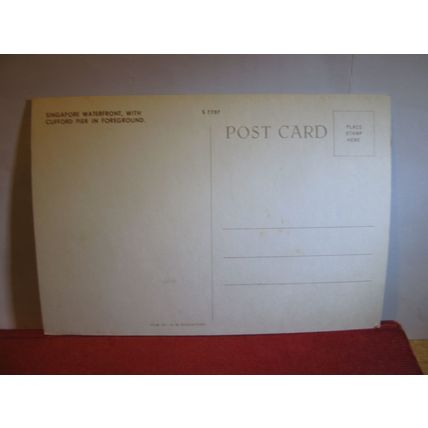 SINGAPORE WATERFRONT, WITH
CLIFFORD PIER IN FOREGROUND.
POST CARD
PLACE
STAMP
HERE